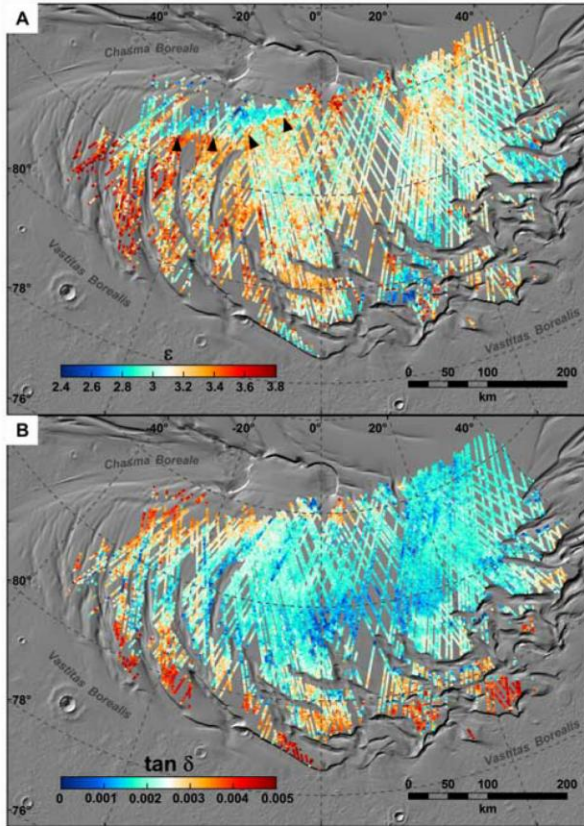 A
-40° -20° 0° 20° 40°
Chasma Boreale
80°
Vastitas Borealis
78°
Vastitas Borealis
ε
2.4 2.6 2.8 3 3.2 3.4 3.6 3.8
0 50 100 200
km
76°
B
-40° -20° 0° 20° 40°
Chasma Boreale
80°
Vastitas Borealis
78°
Vastitas Borealis
tan δ
0 0.001 0.002 0.003 0.004 0.005
0 50 100 200
km
76°